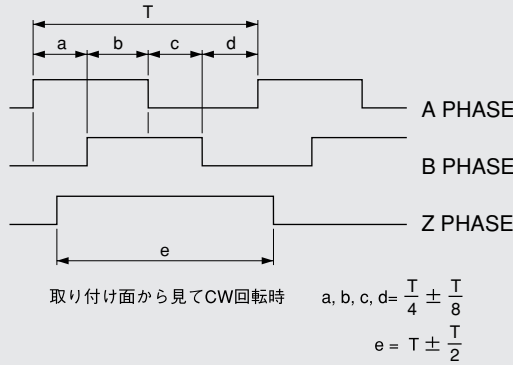 T
a b c d
A PHASE
B PHASE
Z PHASE
e
取り付け面から見てCW回転時 a, b, c, d= T/4 ± T/8
e = T ± T/2